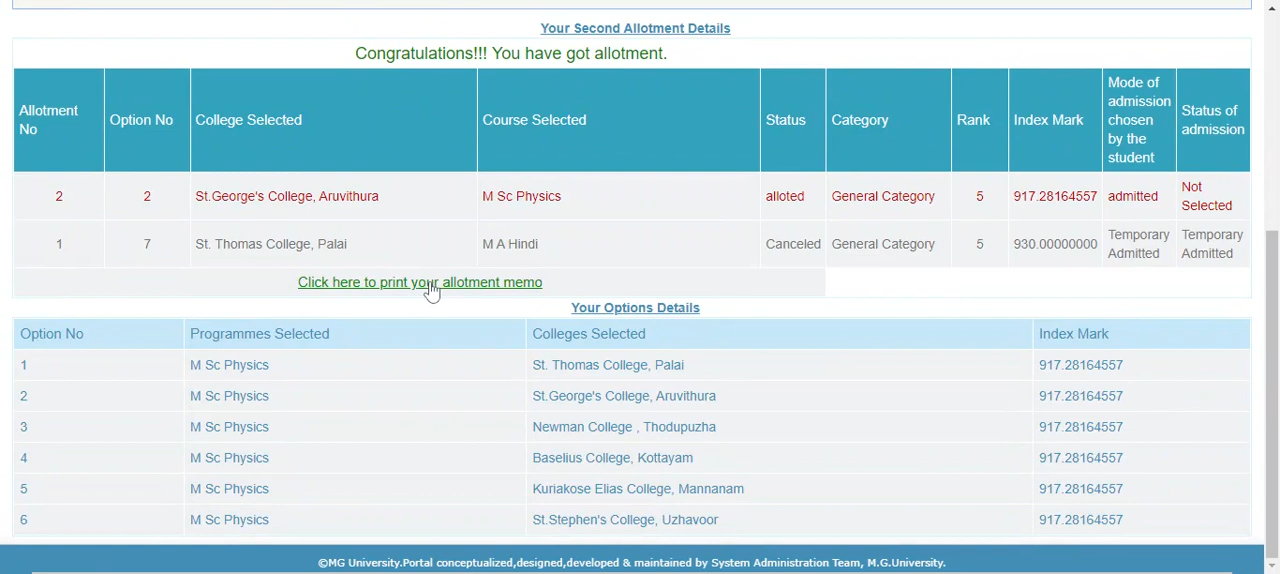 Your Second Allotment Details
Congratulations!!! You have got allotment.
Allotment No Option No College Selected Course Selected Status Category Rank Index Mark Mode of admission chosen by the student Status of admission
2 2 St.George's College, Aruvithura M Sc Physics alloted General Category 5 917.28164557 admitted Not Selected
1 7 St. Thomas College, Palai M A Hindi Canceled General Category 5 930.00000000 Temporary Admitted Temporary Admitted
Click here to print your allotment memo
Your Options Details
Option No Programmes Selected Colleges Selected Index Mark
1 M Sc Physics St. Thomas College, Palai 917.28164557
2 M Sc Physics St.George's College, Aruvithura 917.28164557
3 M Sc Physics Newman College , Thodupuzha 917.28164557
4 M Sc Physics Baselius College, Kottayam 917.28164557
5 M Sc Physics Kuriakose Elias College, Mannanam 917.28164557
6 M Sc Physics St.Stephen's College, Uzhavoor 917.28164557
©MG University.Portal conceptualized,designed,developed & maintained by System Administration Team, M.G.University.